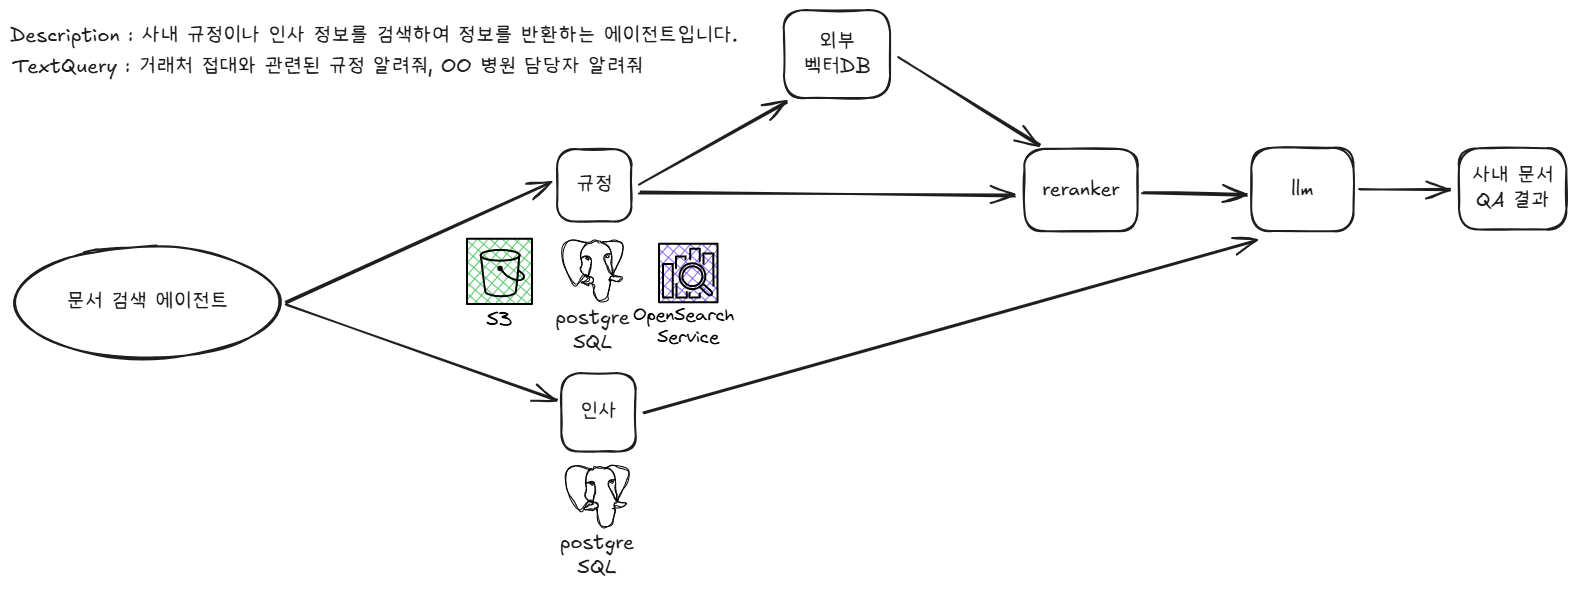 Description : 사내 규정이나 인사 정보를 검색하여 정보를 반환하는 에이전트입니다.
TextQuery : 거래처 접대와 관련된 규정 알려줘, OO 병원 담당자 알려줘
외부
벡터DB
규정
reranker
llm
사내 문서
QA 결과
문서 검색 에이전트
S3
postgre
SQL
OpenSearch
Service
인사
postgre
SQL